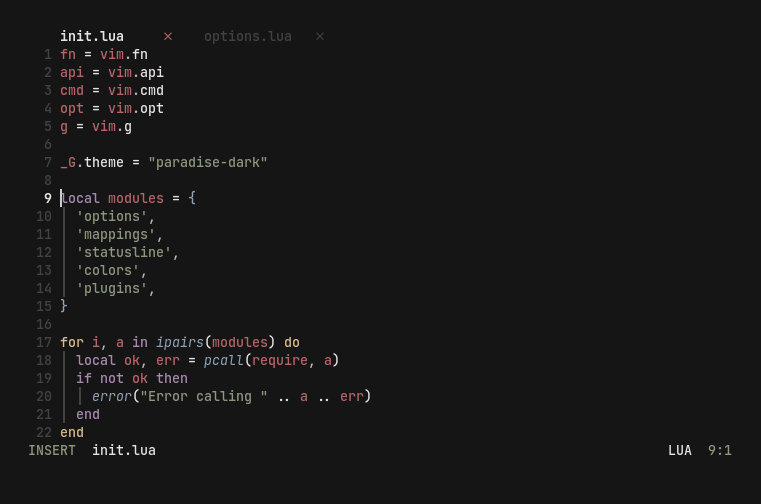 init.lua × options.lua ×
1 fn = vim.fn
2 api = vim.api
3 cmd = vim.cmd
4 opt = vim.opt
5 g = vim.g
6
7 _G.theme = "paradise-dark"
8
9 local modules = {
10 'options',
11 'mappings',
12 'statusline',
13 'colors',
14 'plugins',
15 }
16
17 for i, a in ipairs(modules) do
18 local ok, err = pcall(require, a)
19 if not ok then
20 error("Error calling " .. a .. err)
21 end
22 end
INSERT init.lua LUA 9:1